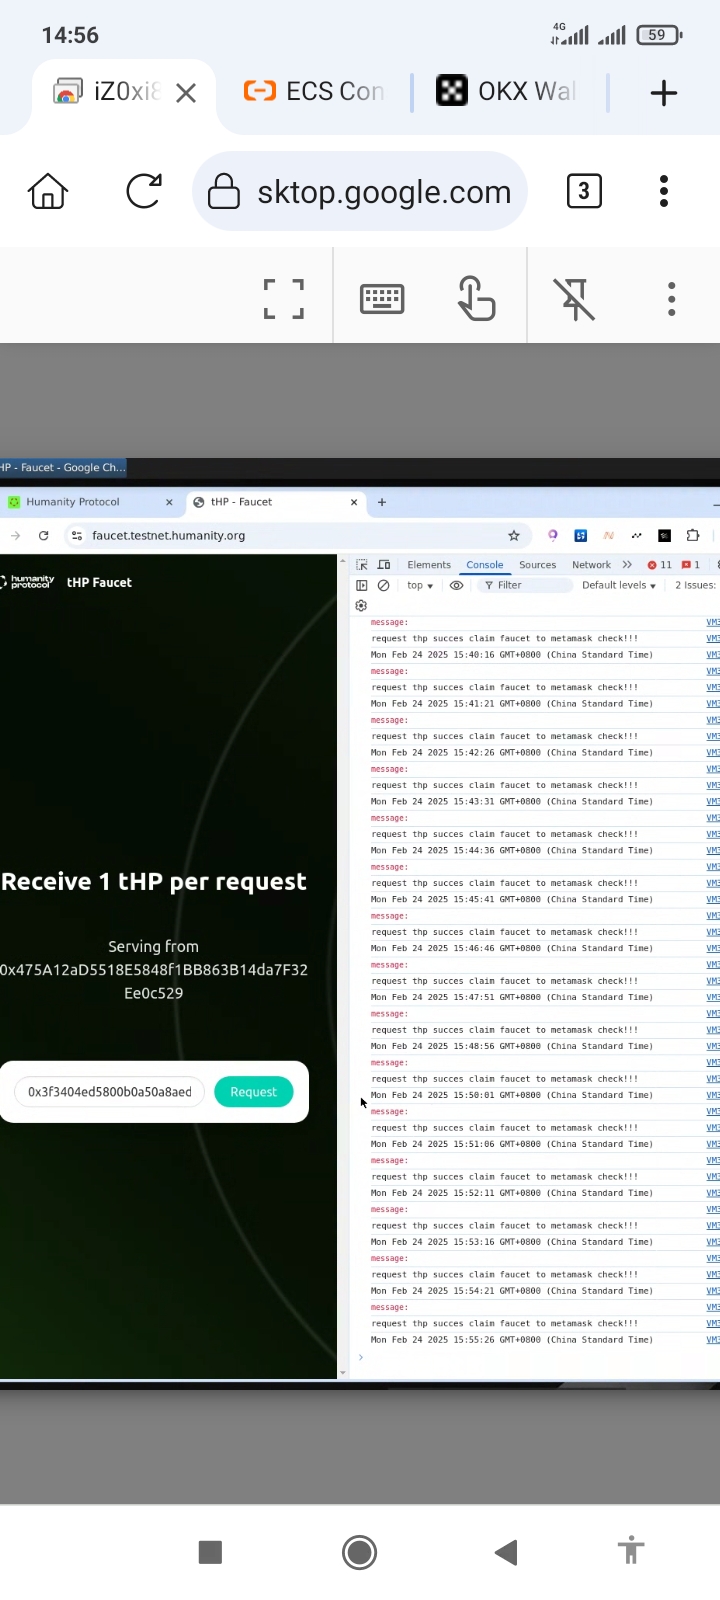 14:56
4G
59
iZ0xi8
ECS Con
OKX Wal
sktop.google.com
3
HP - Faucet - Google Ch...
Humanity Protocol
tHP - Faucet
faucet.testnet.humanity.org
humanity protocol
tHP Faucet
Receive 1 tHP per request
Serving from
0x475A12aD5518E5848f1BB863B14da7F32
Ee0c529
0x3f3404ed5800b0a50a8aed
Request
Elements Console Sources Network 11 1
top Filter Default levels 2 Issues:
message: VM3
request thp succes claim faucet to metamask check!!!
Mon Feb 24 2025 15:40:16 GMT+0800 (China Standard Time)
message: VM3
request thp succes claim faucet to metamask check!!!
Mon Feb 24 2025 15:41:21 GMT+0800 (China Standard Time)
message: VM3
request thp succes claim faucet to metamask check!!!
Mon Feb 24 2025 15:42:26 GMT+0800 (China Standard Time)
message: VM3
request thp succes claim faucet to metamask check!!!
Mon Feb 24 2025 15:43:31 GMT+0800 (China Standard Time)
message: VM3
request thp succes claim faucet to metamask check!!!
Mon Feb 24 2025 15:44:36 GMT+0800 (China Standard Time)
message: VM3
request thp succes claim faucet to metamask check!!!
Mon Feb 24 2025 15:45:41 GMT+0800 (China Standard Time)
message: VM3
request thp succes claim faucet to metamask check!!!
Mon Feb 24 2025 15:46:46 GMT+0800 (China Standard Time)
message: VM3
request thp succes claim faucet to metamask check!!!
Mon Feb 24 2025 15:47:51 GMT+0800 (China Standard Time)
message: VM3
request thp succes claim faucet to metamask check!!!
Mon Feb 24 2025 15:48:56 GMT+0800 (China Standard Time)
message: VM3
request thp succes claim faucet to metamask check!!!
Mon Feb 24 2025 15:50:01 GMT+0800 (China Standard Time)
message: VM3
request thp succes claim faucet to metamask check!!!
Mon Feb 24 2025 15:51:06 GMT+0800 (China Standard Time)
message: VM3
request thp succes claim faucet to metamask check!!!
Mon Feb 24 2025 15:52:11 GMT+0800 (China Standard Time)
message: VM3
request thp succes claim faucet to metamask check!!!
Mon Feb 24 2025 15:53:16 GMT+0800 (China Standard Time)
message: VM3
request thp succes claim faucet to metamask check!!!
Mon Feb 24 2025 15:54:21 GMT+0800 (China Standard Time)
message: VM3
request thp succes claim faucet to metamask check!!!
Mon Feb 24 2025 15:55:26 GMT+0800 (China Standard Time)